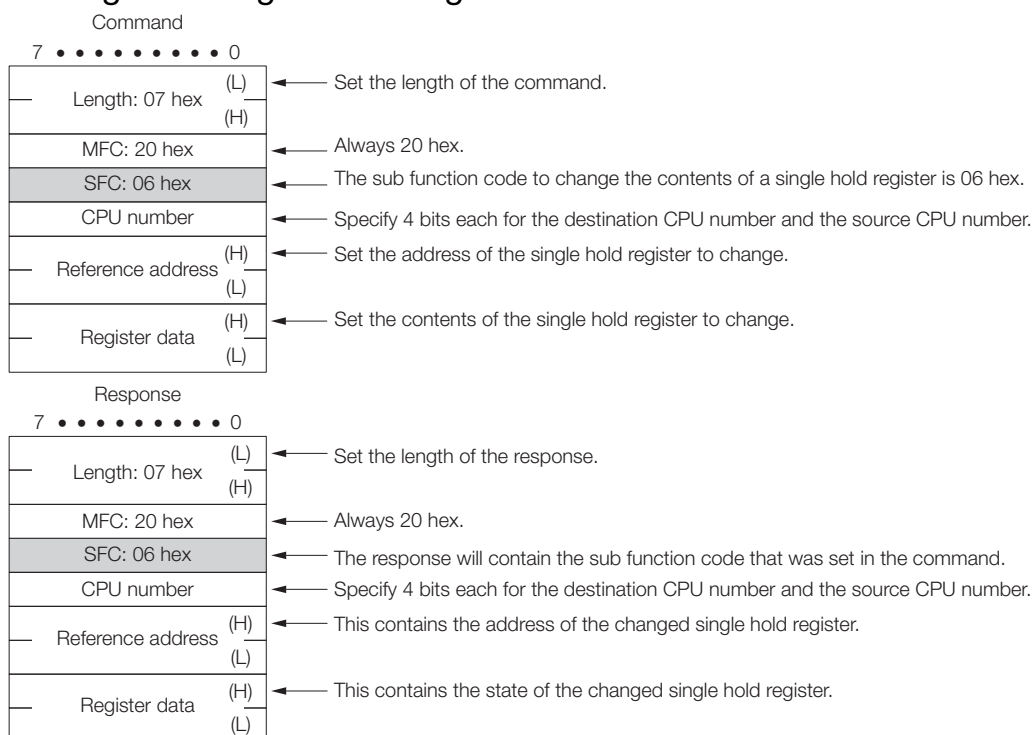 Command
7 • • • • • • • • • 0
Length: 07 hex (L) Set the length of the command.
(H)
MFC: 20 hex Always 20 hex.
SFC: 06 hex The sub function code to change the contents of a single hold register is 06 hex.
CPU number Specify 4 bits each for the destination CPU number and the source CPU number.
Reference address (H) Set the address of the single hold register to change.
(L)
Register data (H) Set the contents of the single hold register to change.
(L)
Response
7 • • • • • • • • • 0
Length: 07 hex (L) Set the length of the response.
(H)
MFC: 20 hex Always 20 hex.
SFC: 06 hex The response will contain the sub function code that was set in the command.
CPU number Specify 4 bits each for the destination CPU number and the source CPU number.
Reference address (H) This contains the address of the changed single hold register.
(L)
Register data (H) This contains the state of the changed single hold register.
(L)